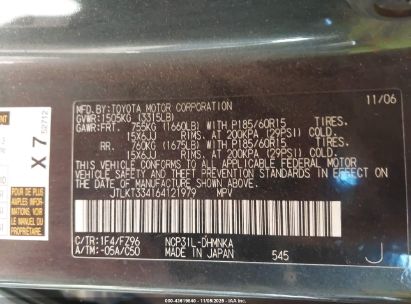 11/06
MFD.BY:TOYOTA MOTOR CORPORATION
GVWR:1505KG (3315LB)
GAWR:FRT. 755KG (1660LB) WITH P185/60R15 TIRES.
15X6JJ RIMS. AT 200KPA (29PSI) COLD.
RR. 760KG (1675LB) WITH P185/60R15 TIRES.
15X6JJ RIMS. AT 200KPA (29PSI) COLD.
THIS VEHICLE CONFORMS TO ALL APPLICABLE FEDERAL MOTOR
VEHICLE SAFETY, BUMPER, AND THEFT PREVENTION
STANDARDS IN EFFECT ON THE DATE OF
MANUFACTURE SHOWN ABOVE.
JTLKT334164121979 MPV
C/TR:1F4/FZ96 NCP31L-DHMNKA
A/TM:-05A/C50 MADE IN JAPAN 545 J
X 7